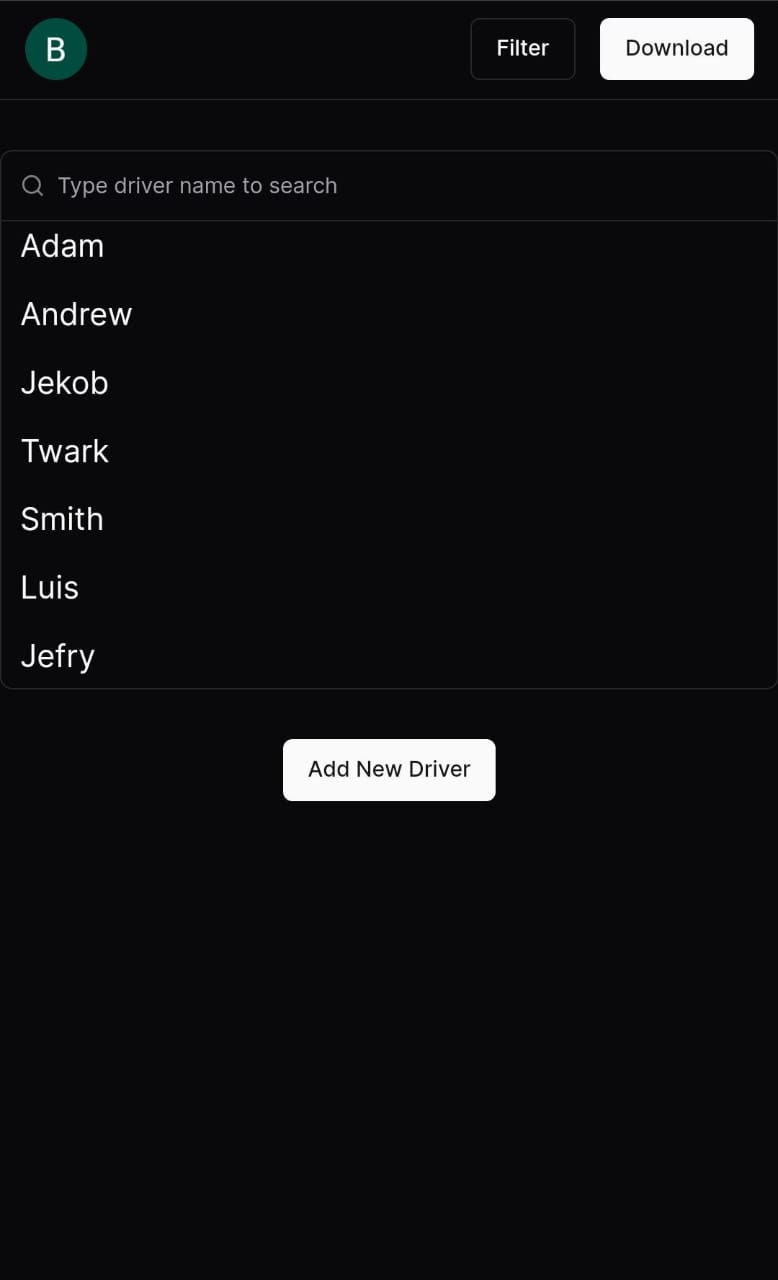 B
Filter
Download
Type driver name to search
Adam
Andrew
Jekob
Twark
Smith
Luis
Jefry
Add New Driver